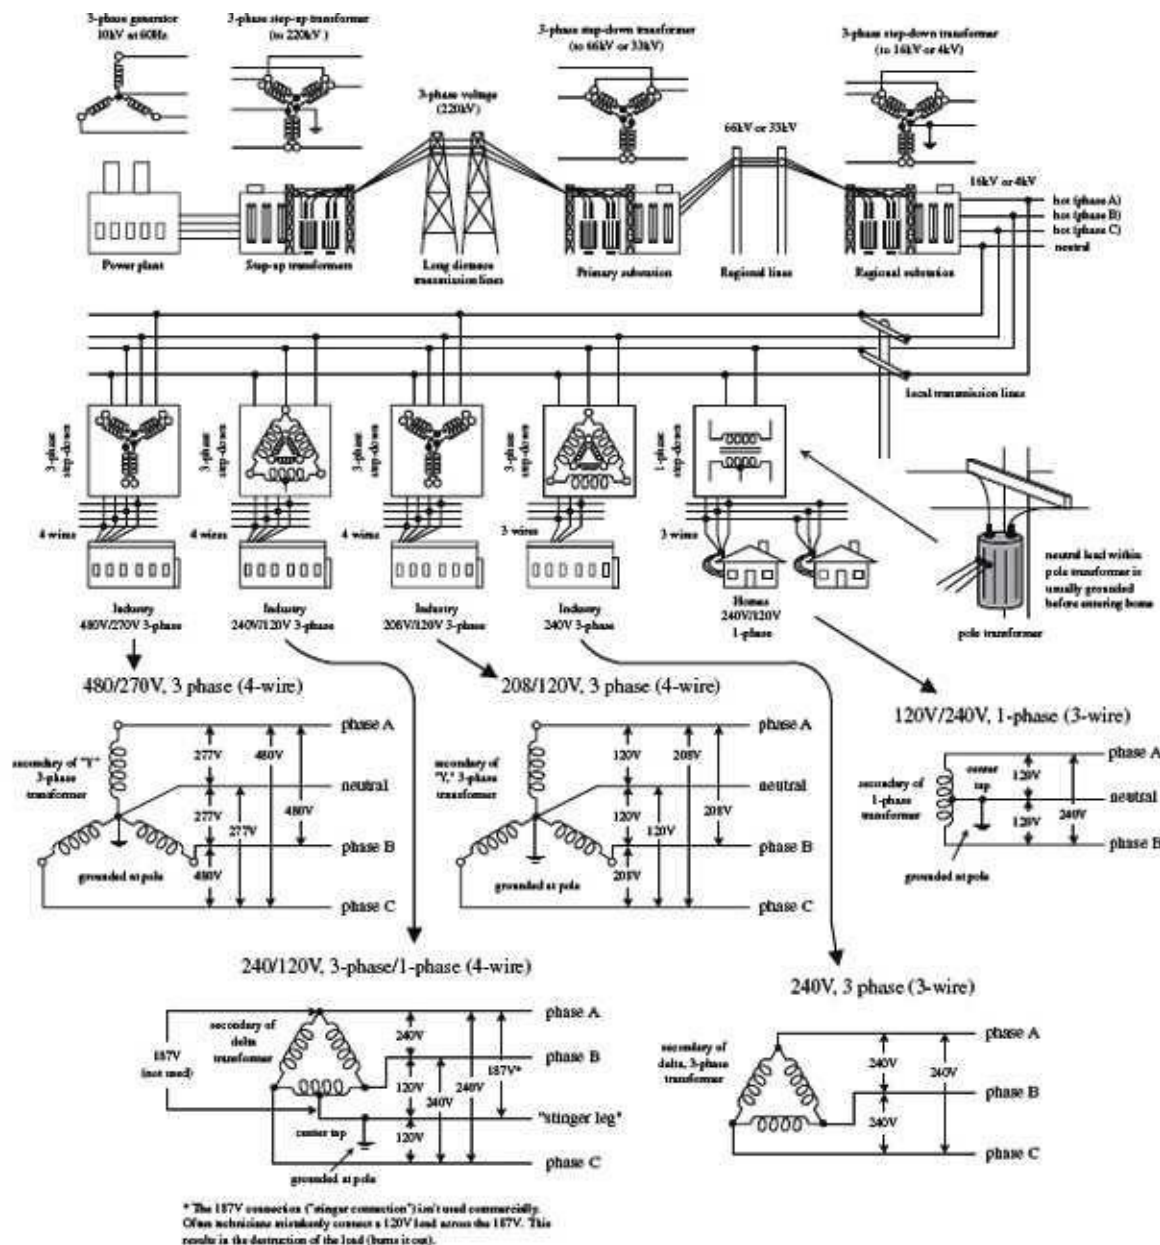 3-phase generator
10kV at 60Hz
3-phase step-up transformer
(to 220kV )
3-phase voltage
(220kV)
3-phase step-down transformer
(to 66kV or 33kV)
66kV or 33kV
3-phase step-down transformer
(to 16kV or 4kV)
16kV or 4kV
hot (phase A)
hot (phase B)
hot (phase C)
neutral
Power plant
Step-up transformers
Long distance
transmission lines
Primary substation
Regional lines
Regional substation
local transmission lines
3-phase
step-down
3-phase
step-down
3-phase
step-down
3-phase
step-down
1-phase
step-down
4 wires
4 wires
4 wires
3 wires
3 wires
Industry
480V/270V 3-phase
Industry
240V/120V 3-phase
Industry
208V/120V 3-phase
Industry
240V 3-phase
Homes
240V/120V
1-phase
neutral lead within
pole transformer is
usually grounded
before entering home
pole transformer
480/270V, 3 phase (4-wire)
secondary of "Y"
3-phase
transformer
277V
480V
277V
277V
480V
480V
grounded at pole
phase A
neutral
phase B
phase C
208/120V, 3 phase (4-wire)
secondary of
"Y," 3-phase
transformer
120V
208V
120V
120V
208V
208V
grounded at pole
phase A
neutral
phase B
phase C
120V/240V, 1-phase (3-wire)
secondary of
1-phase
transformer
center
tap
120V
120V
240V
grounded at pole
phase A
neutral
phase B
240/120V, 3-phase/1-phase (4-wire)
secondary of
delta
transformer
187V
(not used)
240V
120V
240V
240V
187V*
120V
center tap
grounded at pole
phase A
phase B
"stinger leg"
phase C
* The 187V connection ("stinger connection") isn't used commercially.
Often technicians mistakenly connect a 120V load across the 187V. This
results in the destruction of the load (burns it out).
240V, 3 phase (3-wire)
secondary of
delta, 3-phase
transformer
240V
240V
240V
phase A
phase B
phase C